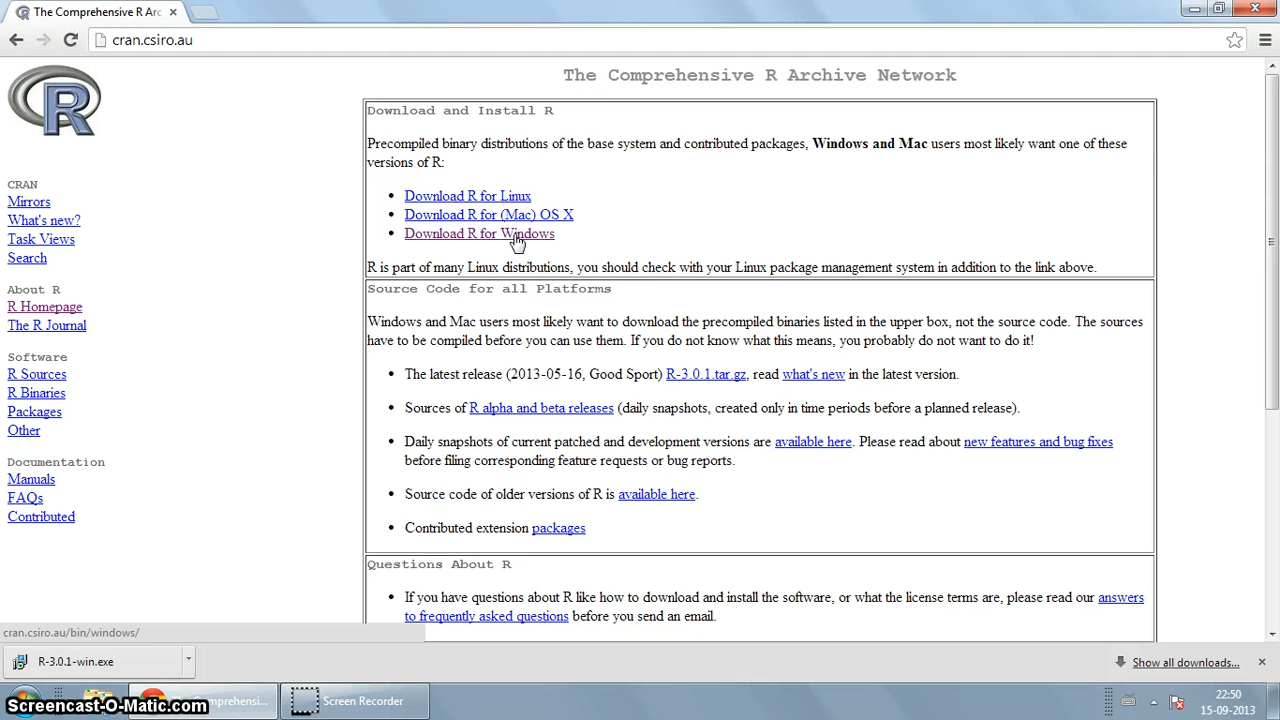 The Comprehensive R Arc
cran.csiro.au
R
CRAN
Mirrors
What's new?
Task Views
Search
About R
R Homepage
The R Journal
Software
R Sources
R Binaries
Packages
Other
Documentation
Manuals
FAQs
Contributed
The Comprehensive R Archive Network
Download and Install R
Precompiled binary distributions of the base system and contributed packages, Windows and Mac users most likely want one of these
versions of R:
• Download R for Linux
• Download R for (Mac) OS X
• Download R for Windows
R is part of many Linux distributions, you should check with your Linux package management system in addition to the link above.
Source Code for all Platforms
Windows and Mac users most likely want to download the precompiled binaries listed in the upper box, not the source code. The sources
have to be compiled before you can use them. If you do not know what this means, you probably do not want to do it!
• The latest release (2013-05-16, Good Sport) R-3.0.1.tar.gz, read what's new in the latest version.
• Sources of R alpha and beta releases (daily snapshots, created only in time periods before a planned release).
• Daily snapshots of current patched and development versions are available here. Please read about new features and bug fixes
before filing corresponding feature requests or bug reports.
• Source code of older versions of R is available here.
• Contributed extension packages
Questions About R
• If you have questions about R like how to download and install the software, or what the license terms are, please read our answers
to frequently asked questions before you send an email.
cran.csiro.au/bin/windows/
R-3.0.1-win.exe
Show all downloads...
Screencast-O-Matic.com
Comprehensi...
Screen Recorder
22:50
15-09-2013